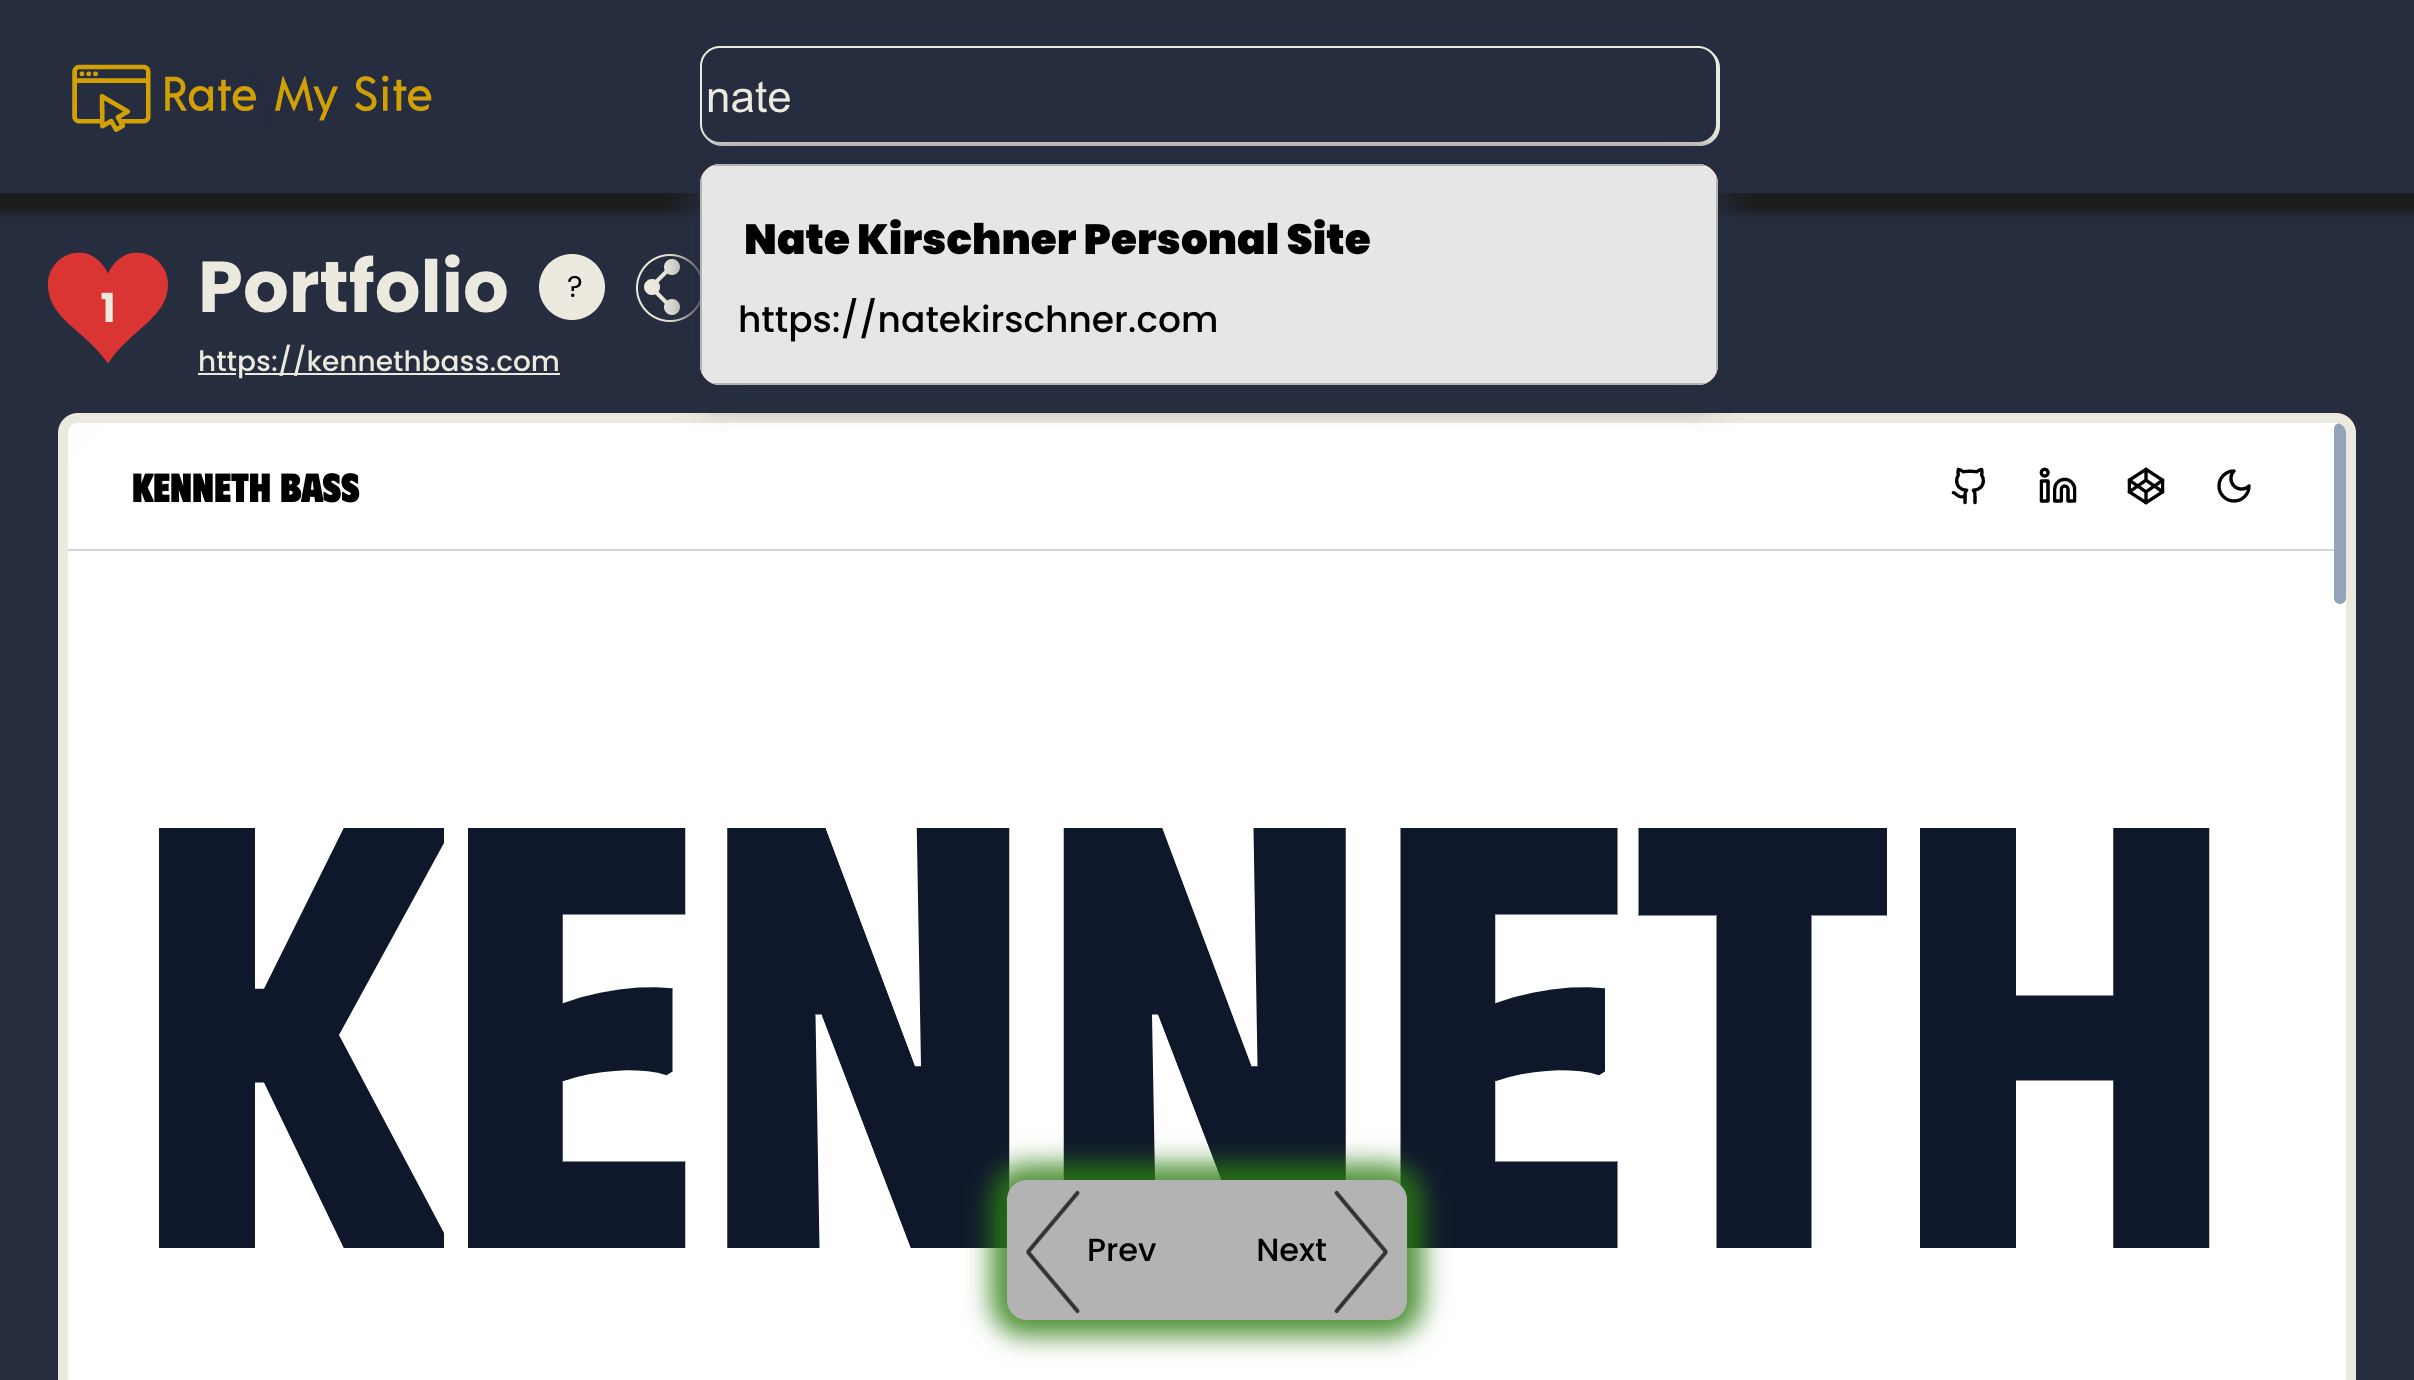 Rate My Site
nate
Nate Kirschner Personal Site
https://natekirschner.com
1
Portfolio
?
https://kennethbass.com
KENNETH BASS
in
KENNETH
Prev
Next